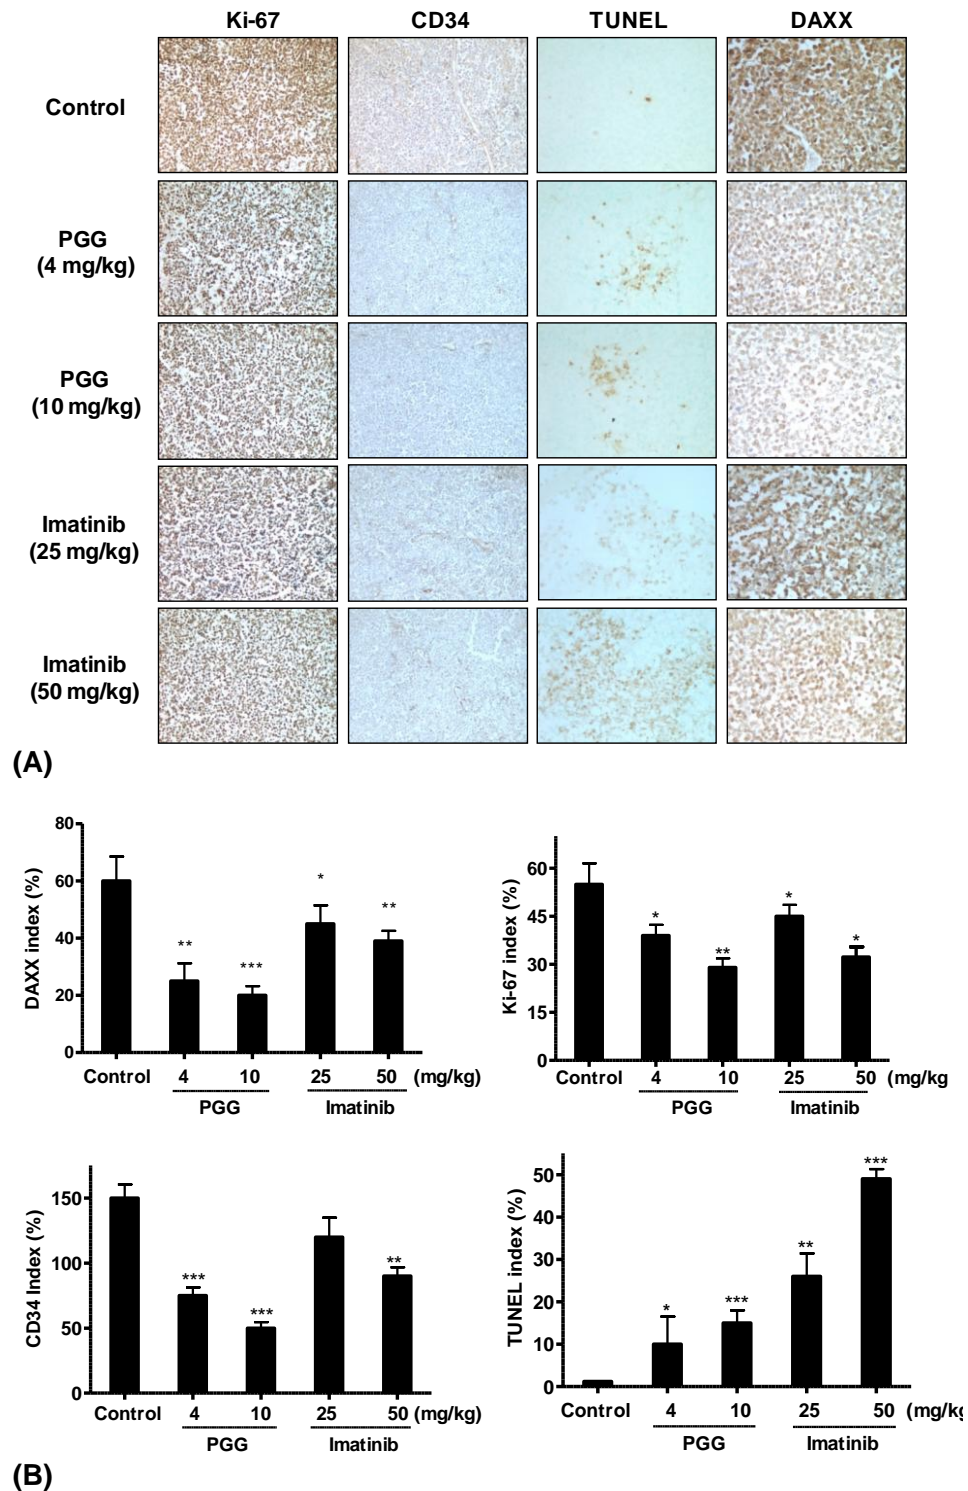 Ki-67 CD34 TUNEL DAXX
Control
PGG
(4 mg/kg)
PGG
(10 mg/kg)
Imatinib
(25 mg/kg)
Imatinib
(50 mg/kg)
(A)
DAXX index (%)
80
60
40
20
0
** *** * **
Control 4 10 25 50 (mg/kg)
PGG Imatinib
Ki-67 index (%)
60
45
30
15
0
* ** * *
Control 4 10 25 50 (mg/kg
PGG Imatinib
CD34 Index (%)
150
100
50
0
*** *** **
Control 4 10 25 50 (mg/kg)
PGG Imatinib
TUNEL index (%)
50
40
30
20
10
0
* *** ** ***
Control 4 10 25 50 (mg/kg
PGG Imatinib
(B)